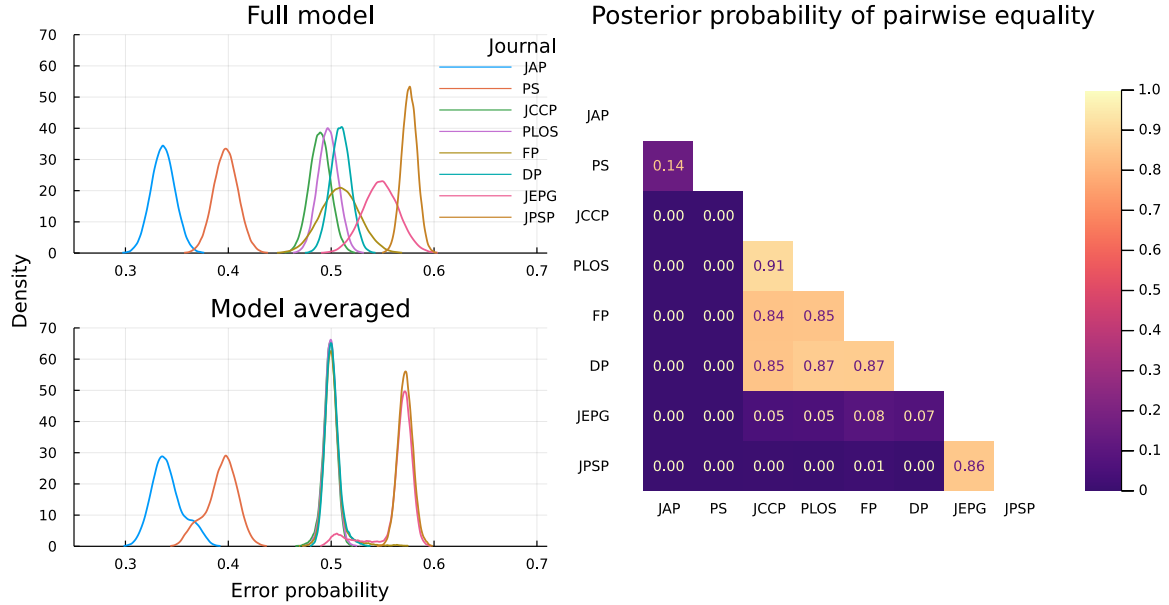 Full model
Posterior probability of pairwise equality
70
60
50
40
30
20
10
0
0.3 0.4 0.5 0.6 0.7
Journal
JAP
PS
JCCP
PLOS
FP
DP
JEPG
JPSP
Density
Model averaged
70
60
50
40
30
20
10
0
0.3 0.4 0.5 0.6 0.7
Error probability
JAP
PS 0.14
JCCP 0.00 0.00
PLOS 0.00 0.00 0.91
FP 0.00 0.00 0.84 0.85
DP 0.00 0.00 0.85 0.87 0.87
JEPG 0.00 0.00 0.05 0.05 0.08 0.07
JPSP 0.00 0.00 0.00 0.00 0.01 0.00 0.86
JAP PS JCCP PLOS FP DP JEPG JPSP
1.0
0.9
0.8
0.7
0.6
0.5
0.4
0.3
0.2
0.1
0